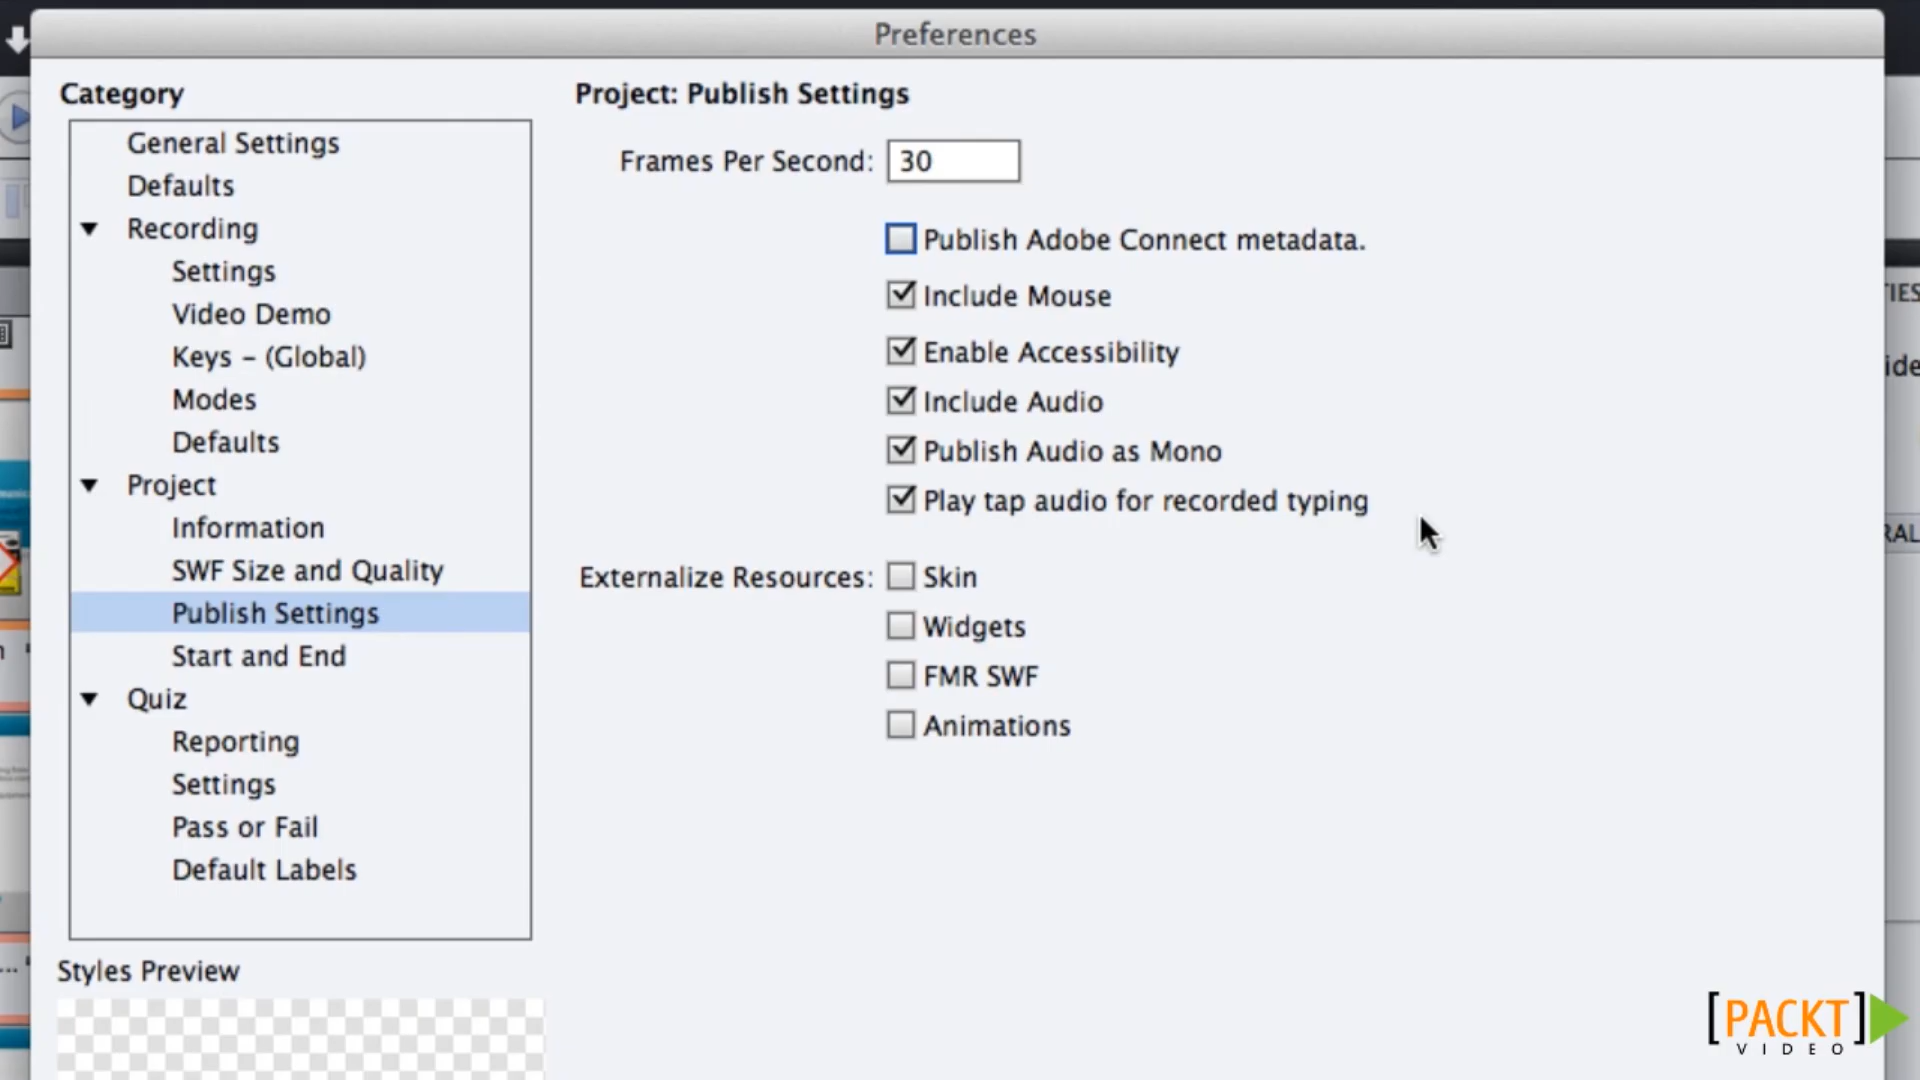 Preferences
Category
General Settings
Defaults
Recording
Settings
Video Demo
Keys - (Global)
Modes
Defaults
Project
Information
SWF Size and Quality
Publish Settings
Start and End
Quiz
Reporting
Settings
Pass or Fail
Default Labels
Styles Preview
Project: Publish Settings
Frames Per Second: 30
Publish Adobe Connect metadata.
Include Mouse
Enable Accessibility
Include Audio
Publish Audio as Mono
Play tap audio for recorded typing
Externalize Resources: Skin
Widgets
FMR SWF
Animations
[PACKT]
VIDEO